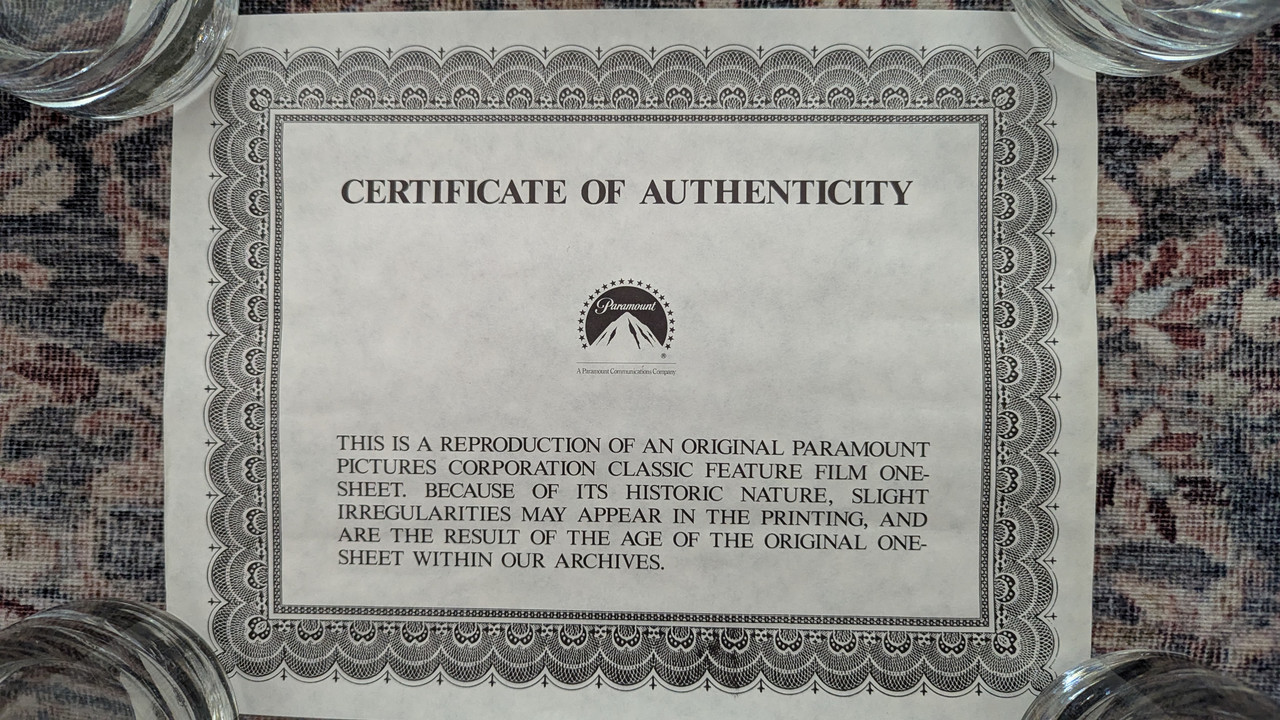 CERTIFICATE OF AUTHENTICITY
Paramount
®
A Paramount Communications Company
THIS IS A REPRODUCTION OF AN ORIGINAL PARAMOUNT
PICTURES CORPORATION CLASSIC FEATURE FILM ONE-
SHEET. BECAUSE OF ITS HISTORIC NATURE, SLIGHT
IRREGULARITIES MAY APPEAR IN THE PRINTING, AND
ARE THE RESULT OF THE AGE OF THE ORIGINAL ONE-
SHEET WITHIN OUR ARCHIVES.